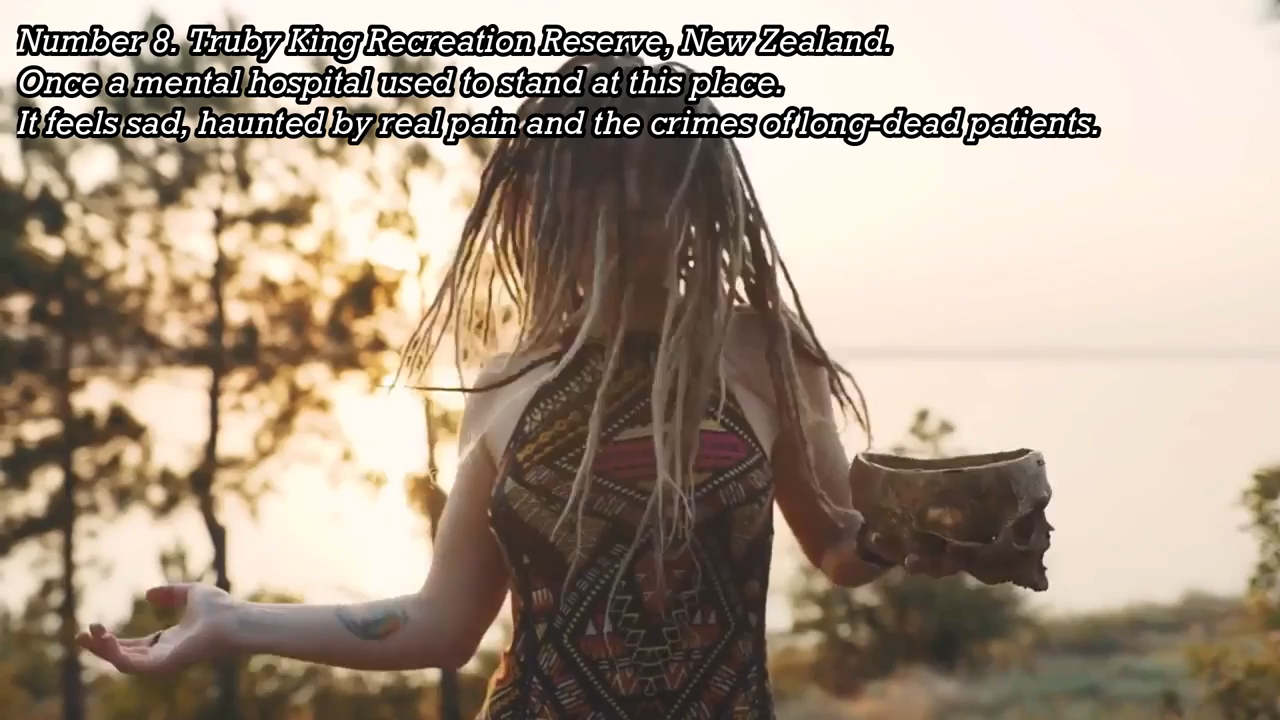 Number 8. Truby King Recreation Reserve, New Zealand.
Once a mental hospital used to stand at this place.
It feels sad, haunted by real pain and the crimes of long-dead patients.